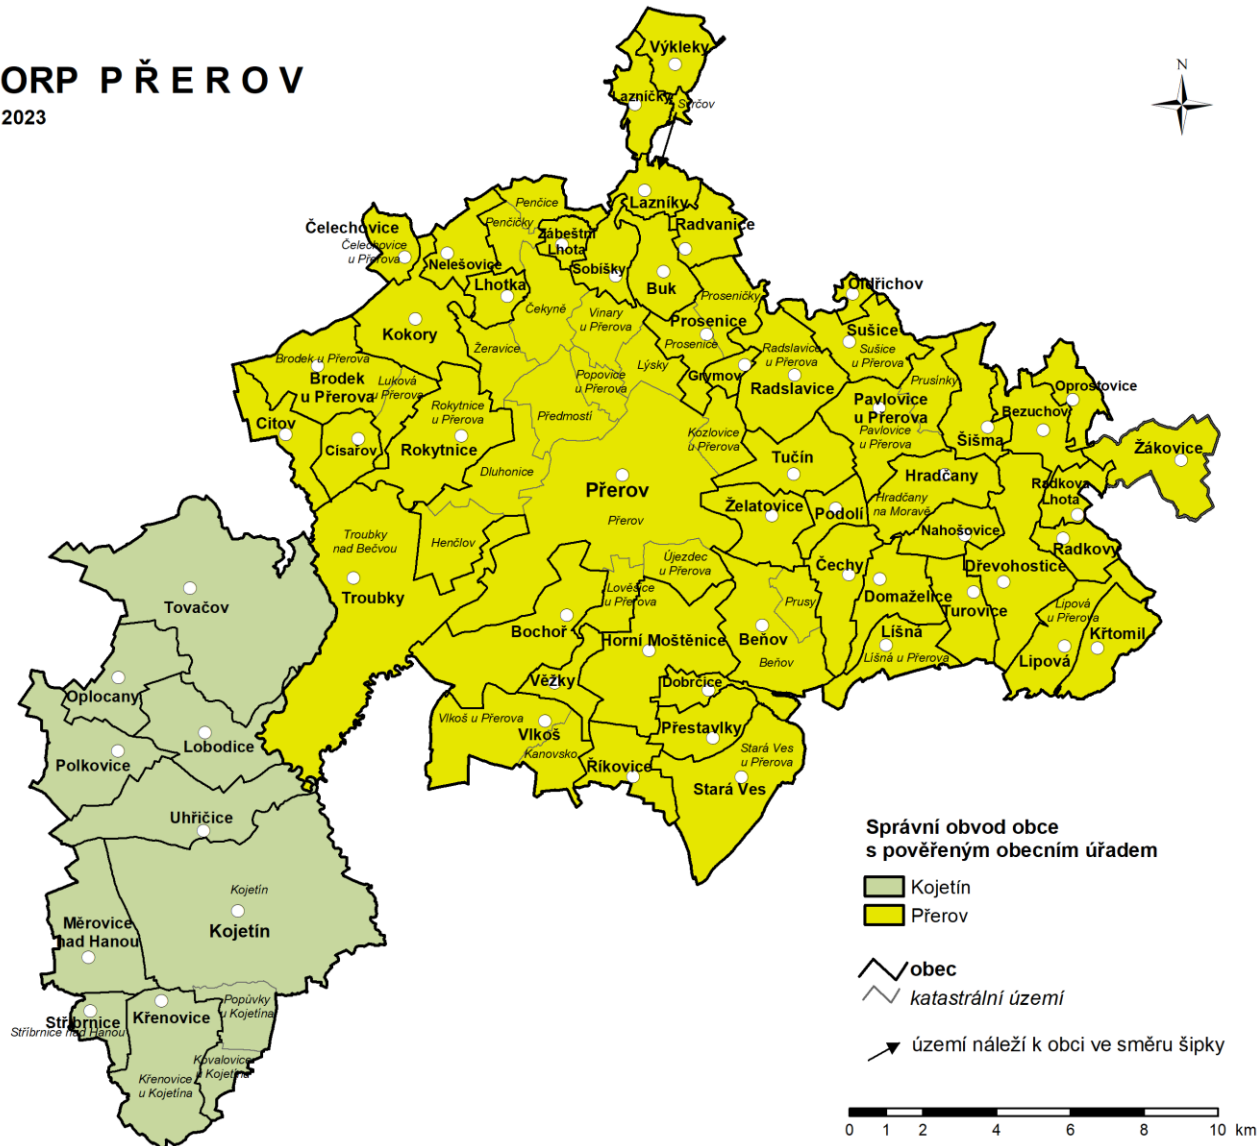 ORP PŘEROV
2023
N
Výkleky
Lazníčky
Svrčov
Lazníky
Penčice
Radvanice
Penčičky
Čelechovice
Zábeštní
Lhota
Čelechovice
u Přerova
Nelešovice
Sobíšky
Lhotka
Buk
Oldřichov
Proseničky
Čekyně
Vinary
u Přerova
Kokory
Prosenice
Sušice
Žeravice
Prosenice
Radslavice
u Přerova
Sušice
u Přerova
Brodek u Přerova
Lýsky
Brodek
u Přerova
Luková
u Přerova
Popovice
u Přerova
Grymov
Radslavice
Prusínky
Oprostovice
Rokytnice
u Přerova
Předmostí
Pavlovice
u Přerova
Bezuchov
Citov
Kozlovice
u Přerova
Pavlovice
u Přerova
Šišma
Císařov
Rokytnice
Žákovice
Tučín
Dluhonice
Hradčany
Radkova
Lhota
Přerov
Želatovice
Podolí
Hradčany
na Moravě
Přerov
Nahošovice
Troubky
nad Bečvou
Henčlov
Radkovy
Újezdec
u Přerova
Čechy
Dřevohostice
Lověšice
u Přerova
Troubky
Domaželice
Prusy
Turovice
Lipová
u Přerova
Tovačov
Bochoř
Horní Moštěnice
Beňov
Líšná
Křtomil
Beňov
Líšná u Přerova
Lipová
Věžky
Dobrčice
Oplocany
Vlkoš u Přerova
Přestavlky
Vlkoš
Lobodice
Kanovsko
Stará Ves
u Přerova
Polkovice
Říkovice
Stará Ves
Uhřičice
Správní obvod obce
s pověřeným obecním úřadem
Kojetín
Přerov
Kojetín
Měrovice
nad Hanou
Kojetín
obec
katastrální území
Popůvky
u Kojetína
Stříbrnice
Křenovice
Stříbrnice nad Hanou
území náleží k obci ve směru šipky
Kovalovice
u Kojetína
Křenovice
u Kojetína
0 1 2 4 6 8 10 km